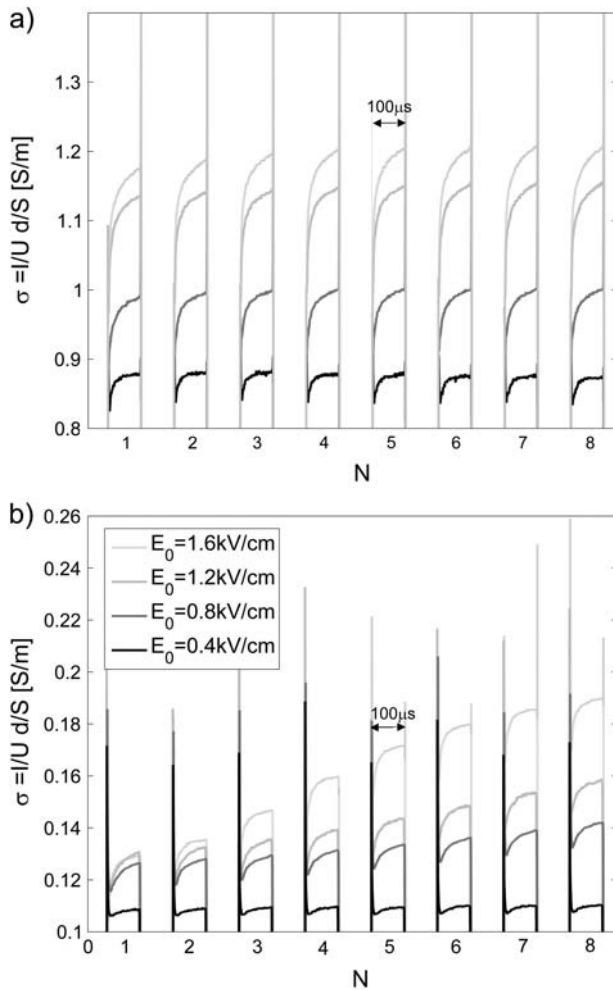 a)
1.3
1.2
1.1
1
0.9
0.8
σ =I/U d/S [S/m]
100μs
1 2 3 4 5 6 7 8
N
b)
0.26
0.24
0.22
0.2
0.18
0.16
0.14
0.12
0.1
σ =I/U d/S [S/m]
E0=1.6kV/cm
E0=1.2kV/cm
E0=0.8kV/cm
E0=0.4kV/cm
100μs
0 1 2 3 4 5 6 7 8
N